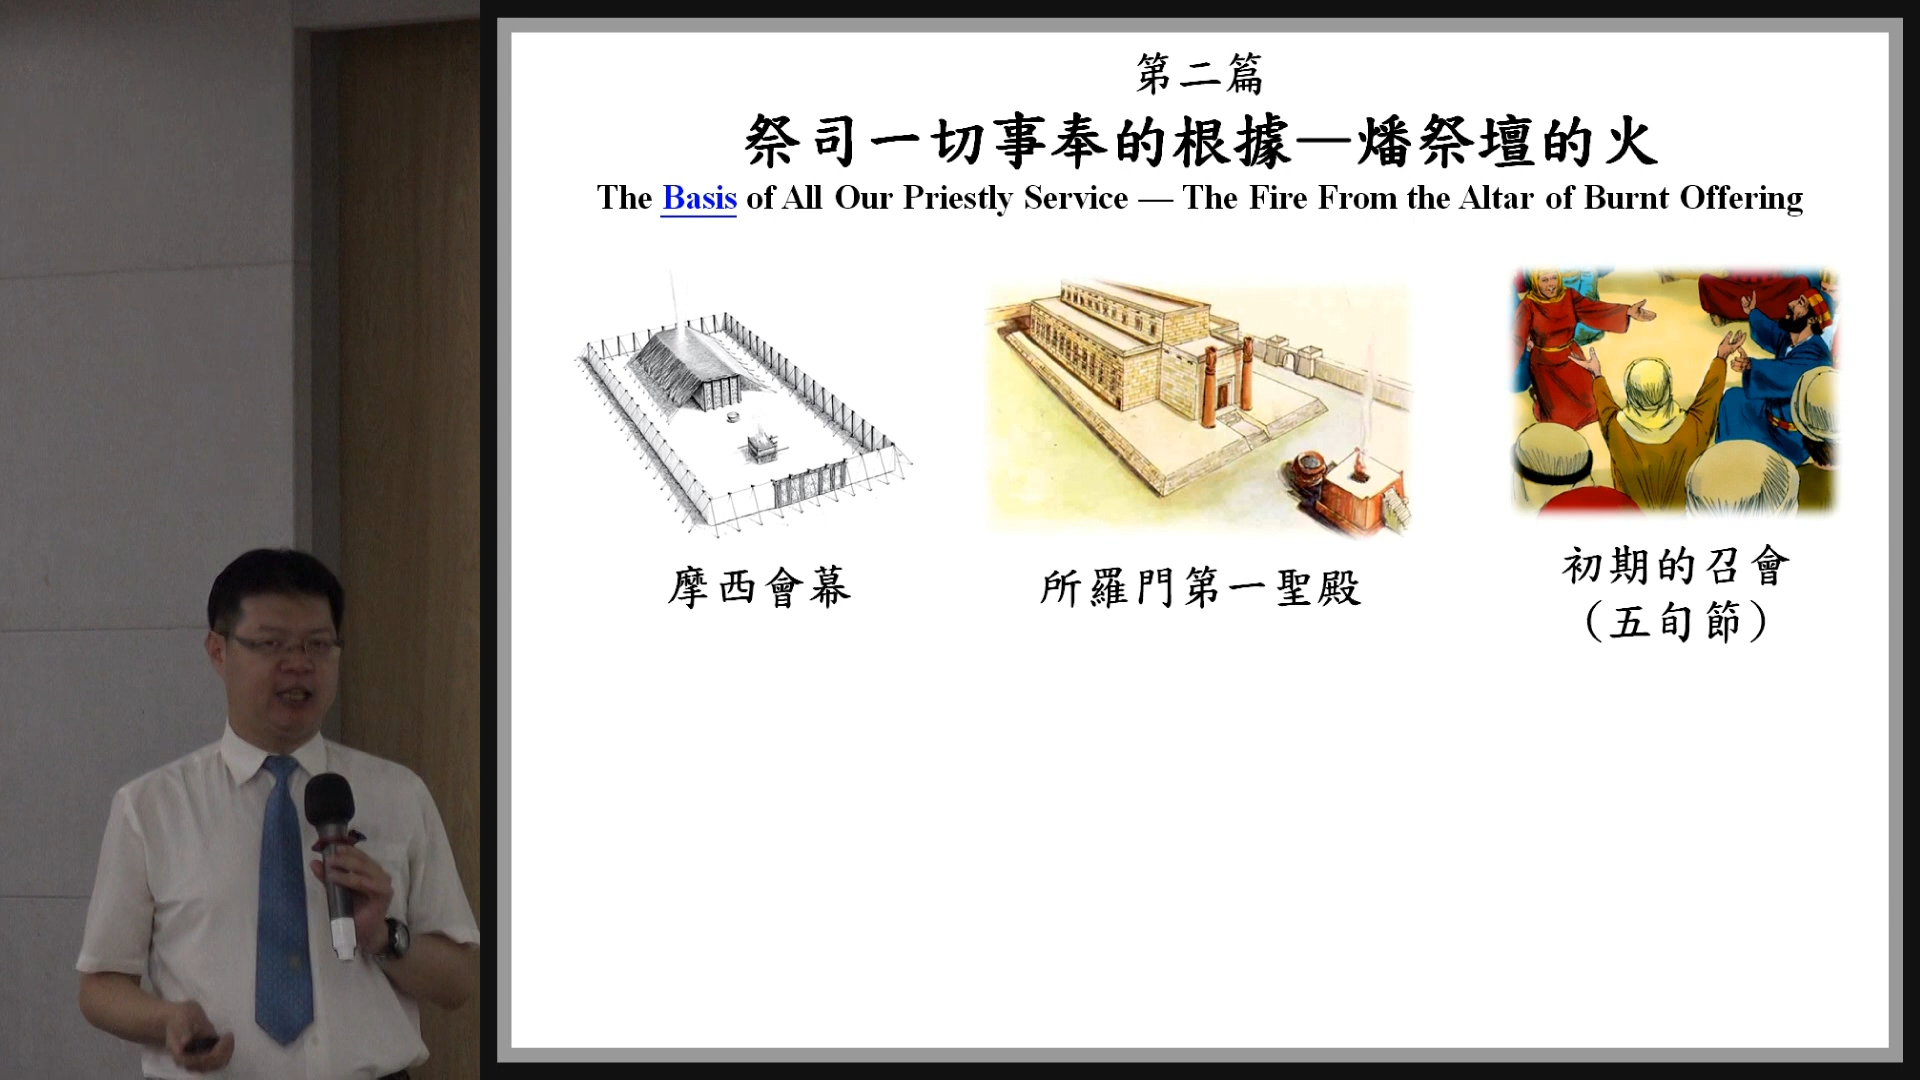 第二篇
祭司一切事奉的根據—燔祭壇的火
The Basis of All Our Priestly Service — The Fire From the Altar of Burnt Offering
摩西會幕
所羅門第一聖殿
初期的召會
（五旬節）